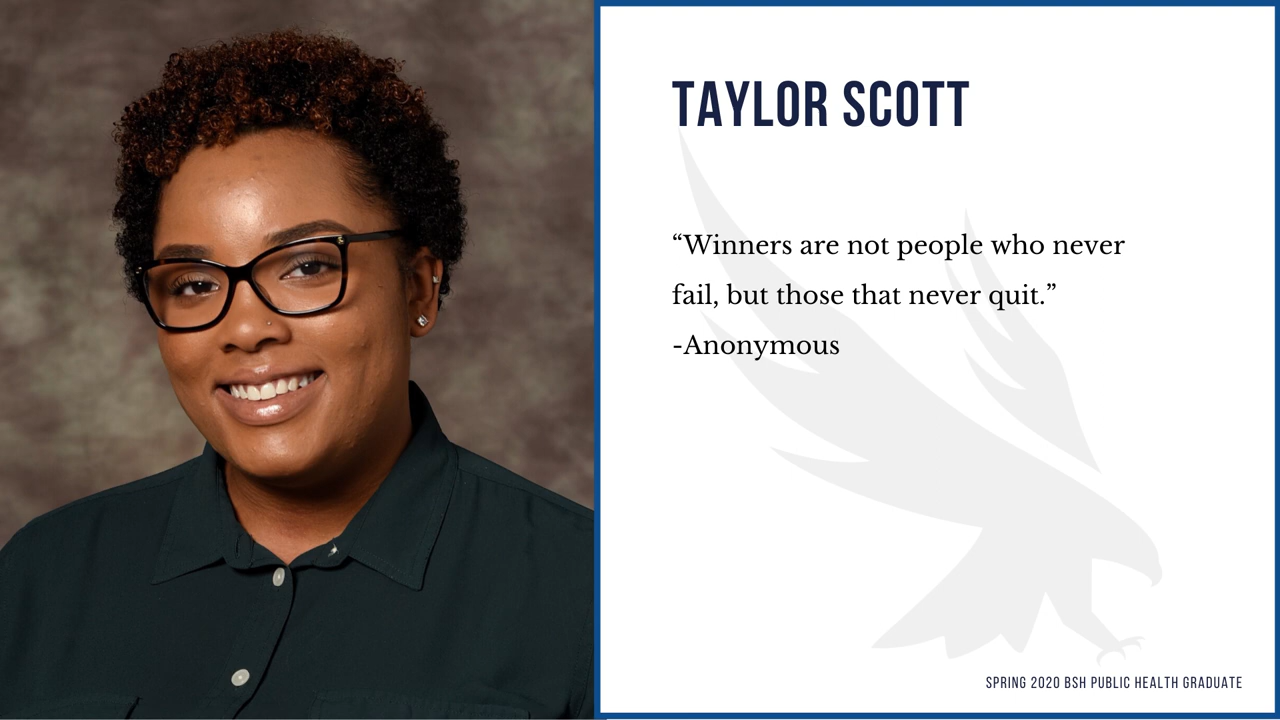 TAYLOR SCOTT
“Winners are not people who never
fail, but those that never quit.”
-Anonymous
SPRING 2020 BSH PUBLIC HEALTH GRADUATE